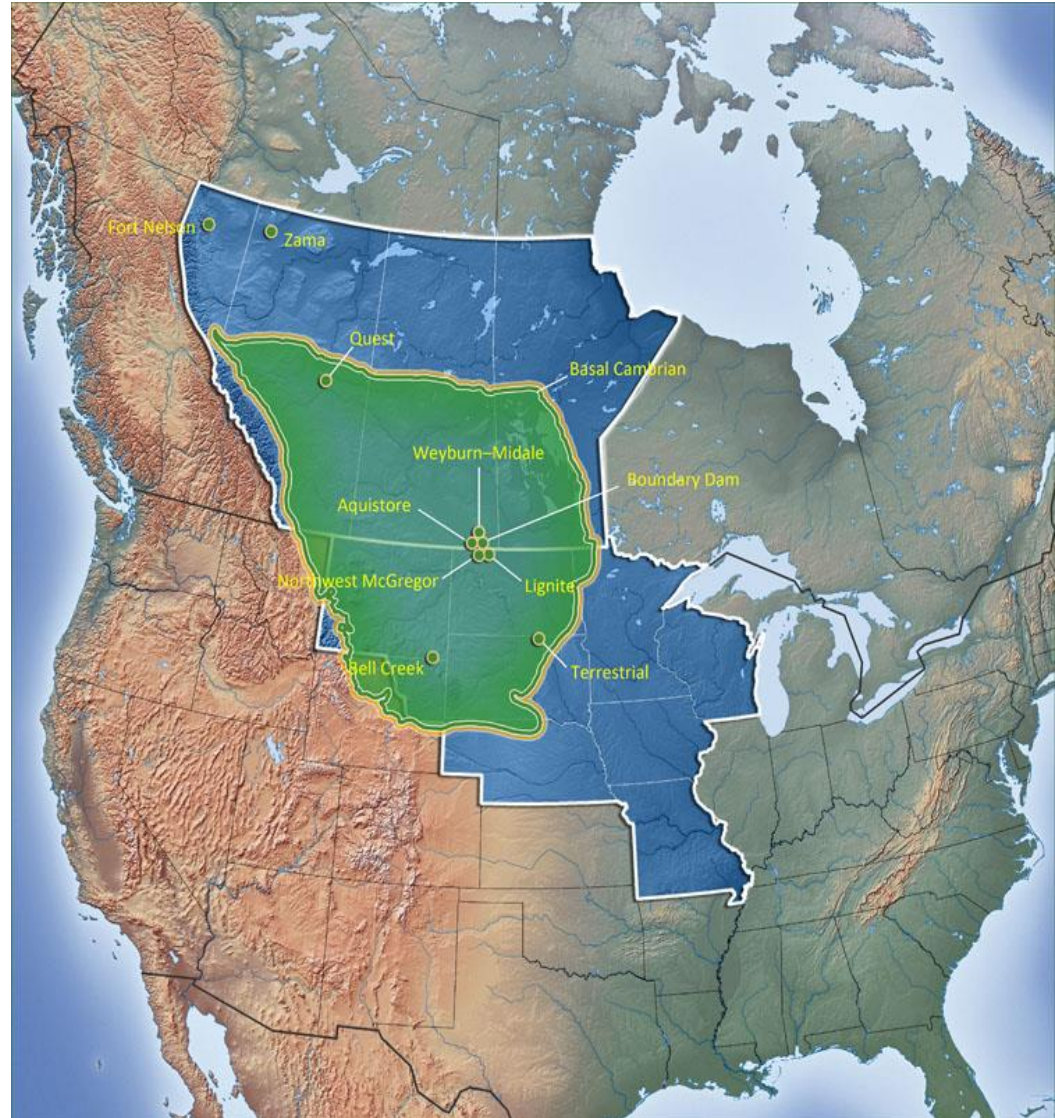 Fort Nelson
Zama
Quest
Basal Cambrian
Weyburn–Midale
Boundary Dam
Aquistore
Northwest McGregor
Lignite
Bell Creek
Terrestrial